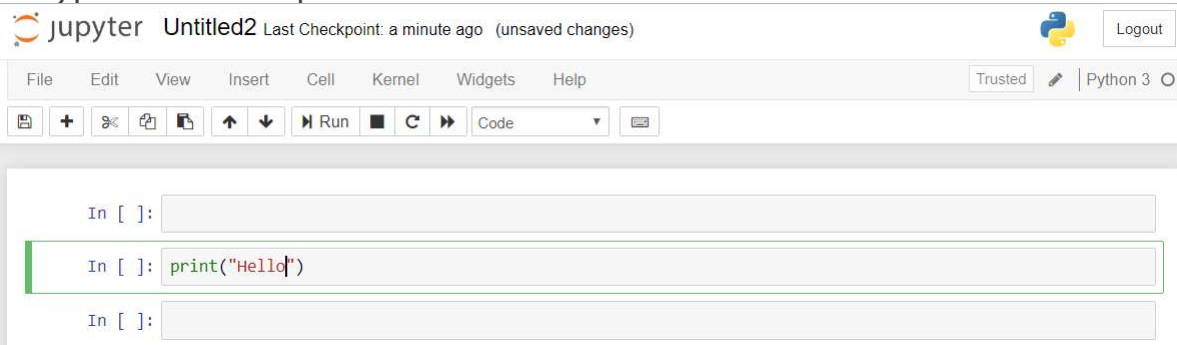 jupyter Untitled2 Last Checkpoint: a minute ago (unsaved changes) Logout
File Edit View Insert Cell Kernel Widgets Help Trusted Python 3
Run Code
In [ ]:
In [ ]: print("Hello")
In [ ]: